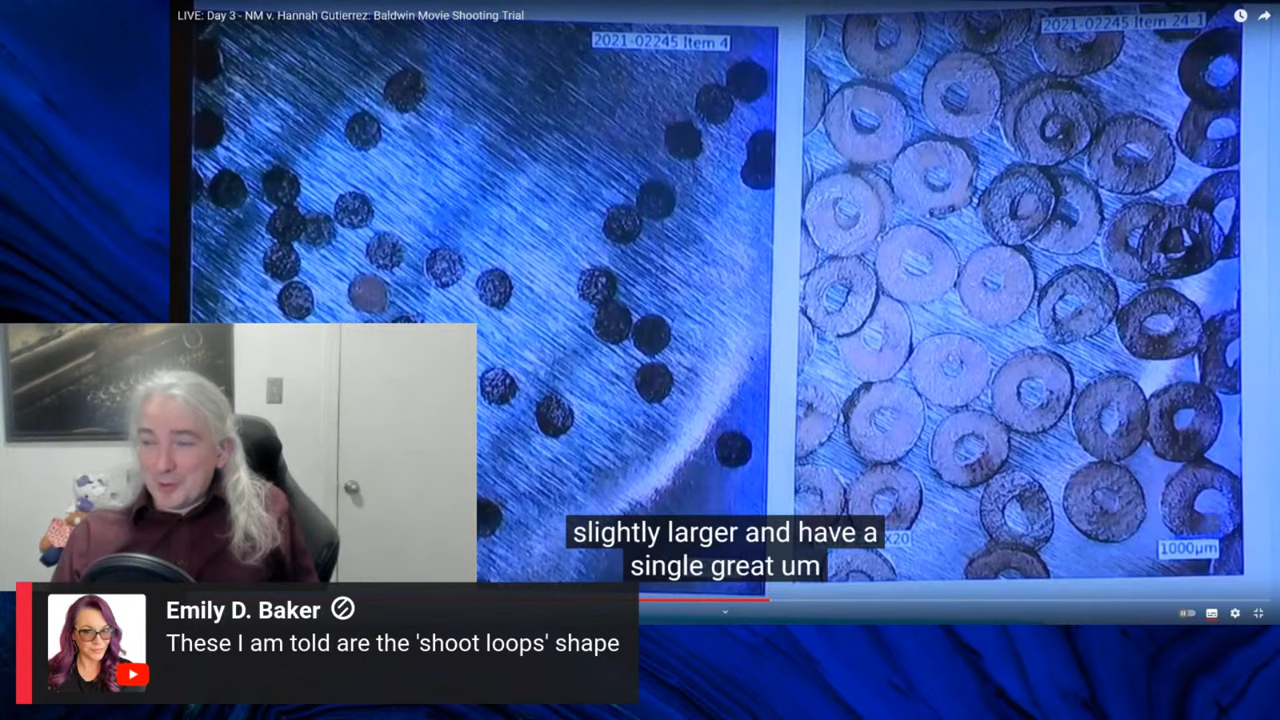 LIVE: Day 3 - NM v. Hannah Gutierrez: Baldwin Movie Shooting Trial
2021-02245 Item 4
2021-02245 Item 24-1
slightly larger and have a
single great um
X20
1000µm
Emily D. Baker
These I am told are the 'shoot loops' shape